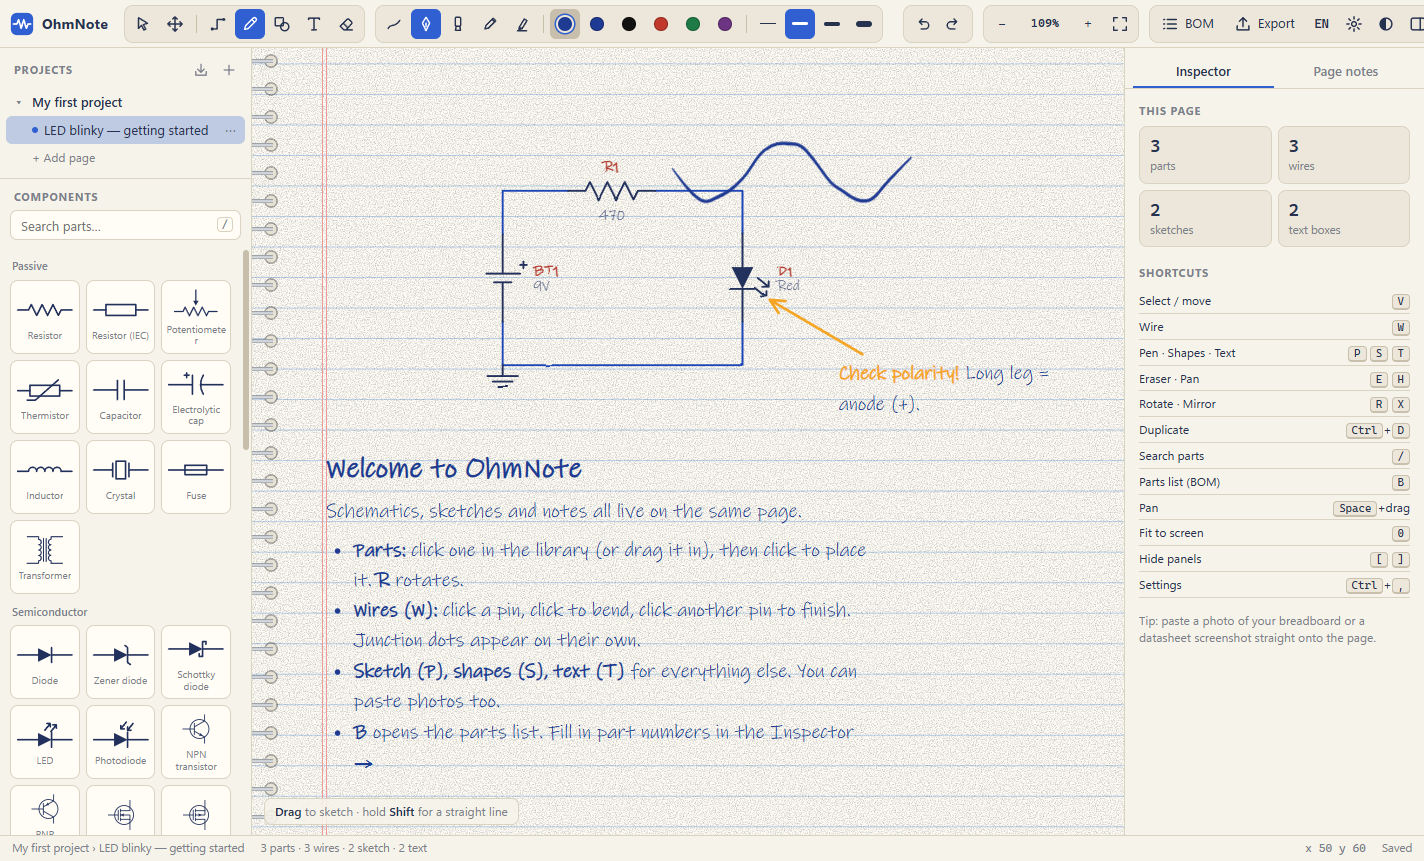 OhmNote
109%
BOM
Export
EN
PROJECTS
My first project
LED blinky — getting started
+ Add page
COMPONENTS
Search parts...
/
Passive
Resistor
Resistor (IEC)
Potentiometer
Thermistor
Capacitor
Electrolytic
cap
Inductor
Crystal
Fuse
Transformer
Semiconductor
Diode
Zener diode
Schottky
diode
LED
Photodiode
NPN
transistor
R1
470
BT1
9V
D1
Red
Check polarity! Long leg =
anode (+).
Welcome to OhmNote
Schematics, sketches and notes all live on the same page.
• Parts: click one in the library (or drag it in), then click to place
it. R rotates.
• Wires (W): click a pin, click to bend, click another pin to finish.
Junction dots appear on their own.
• Sketch (P), shapes (S), text (T) for everything else. You can
paste photos too.
• B opens the parts list. Fill in part numbers in the Inspector
→
Drag to sketch · hold Shift for a straight line
Inspector
Page notes
THIS PAGE
3
parts
3
wires
2
sketches
2
text boxes
SHORTCUTS
Select / move V
Wire W
Pen · Shapes · Text P S T
Eraser · Pan E H
Rotate · Mirror R X
Duplicate Ctrl+D
Search parts /
Parts list (BOM) B
Pan Space+drag
Fit to screen 0
Hide panels [ ]
Settings Ctrl+,
Tip: paste a photo of your breadboard or a
datasheet screenshot straight onto the page.
My first project › LED blinky — getting started
3 parts · 3 wires · 2 sketch · 2 text
x 50 y 60
Saved